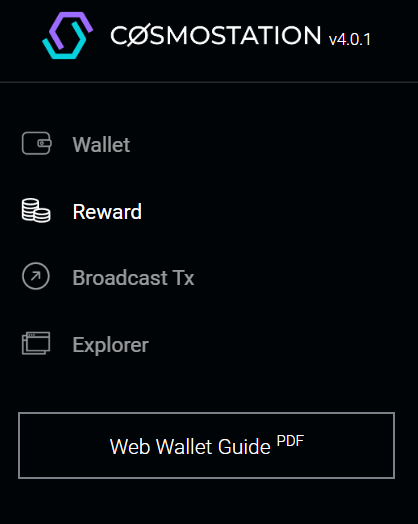 CØSMOSTATION v4.0.1
Wallet
Reward
Broadcast Tx
Explorer
Web Wallet Guide PDF